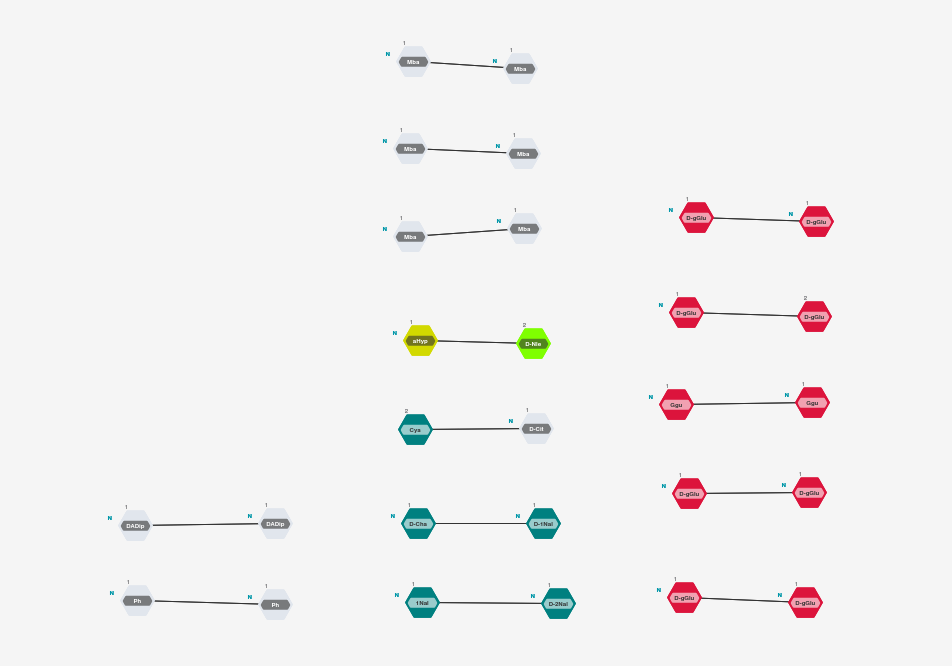 1 1
N Mba N Mba
1 1
N Mba N Mba
1 1
N Mba N Mba
1 1
N D-gGlu N D-gGlu
1 2
N D-gGlu D-gGlu
1 2
N aHyp D-Nle
1 1
N Ggu N Ggu
2 1
Cya N D-Cit
1 1
N D-gGlu N D-gGlu
1 1
N DADip N DADip
1 1
N D-Cha N D-1Nal
1 1
N Ph N Ph
1 1
N 1Nal N D-2Nal
1 1
N D-gGlu N D-gGlu